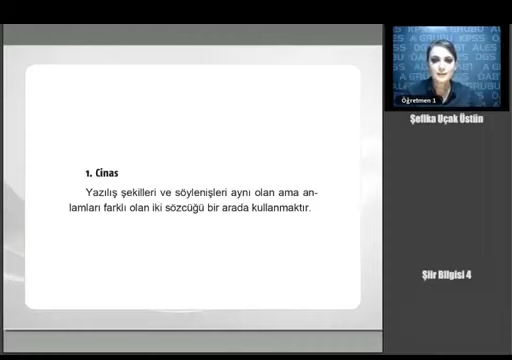 1. Cinas
Yazılış şekilleri ve söylenişleri aynı olan ama an-
lamları farklı olan iki sözcüğü bir arada kullanmaktır.
Öğretmen 1
Şefika Uçak Üstün
Şiir Bilgisi 4